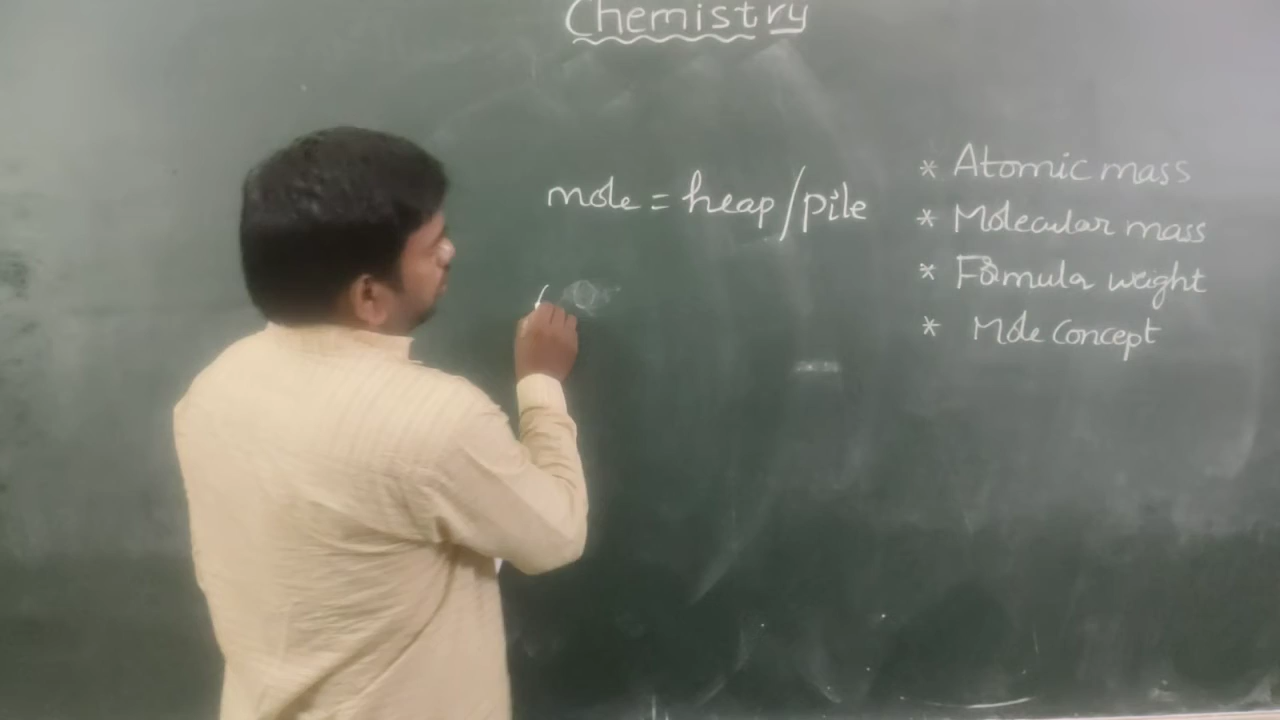 Chemistry
mole = heap/pile
* Atomic mass
* Molecular mass
* Formula weight
* Mole Concept